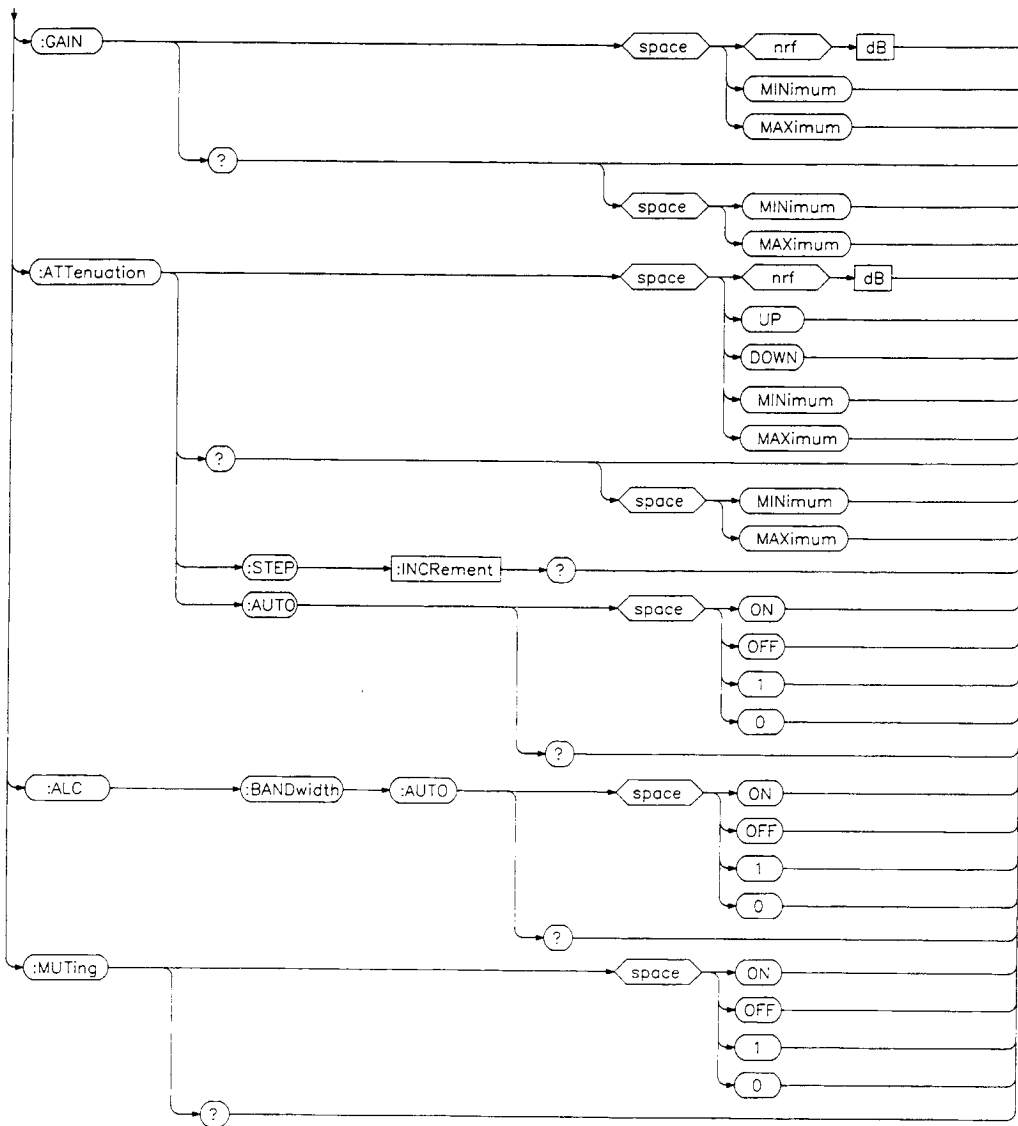 :GAIN space nrf dB
MINimum
MAXimum
?
space MINimum
MAXimum
:ATTenuation space nrf dB
UP
DOWN
MINimum
MAXimum
?
space MINimum
MAXimum
:STEP :INCRement ?
:AUTO space ON
OFF
1
0
?
:ALC :BANDwidth :AUTO space ON
OFF
1
0
?
:MUTing space ON
OFF
1
0
?